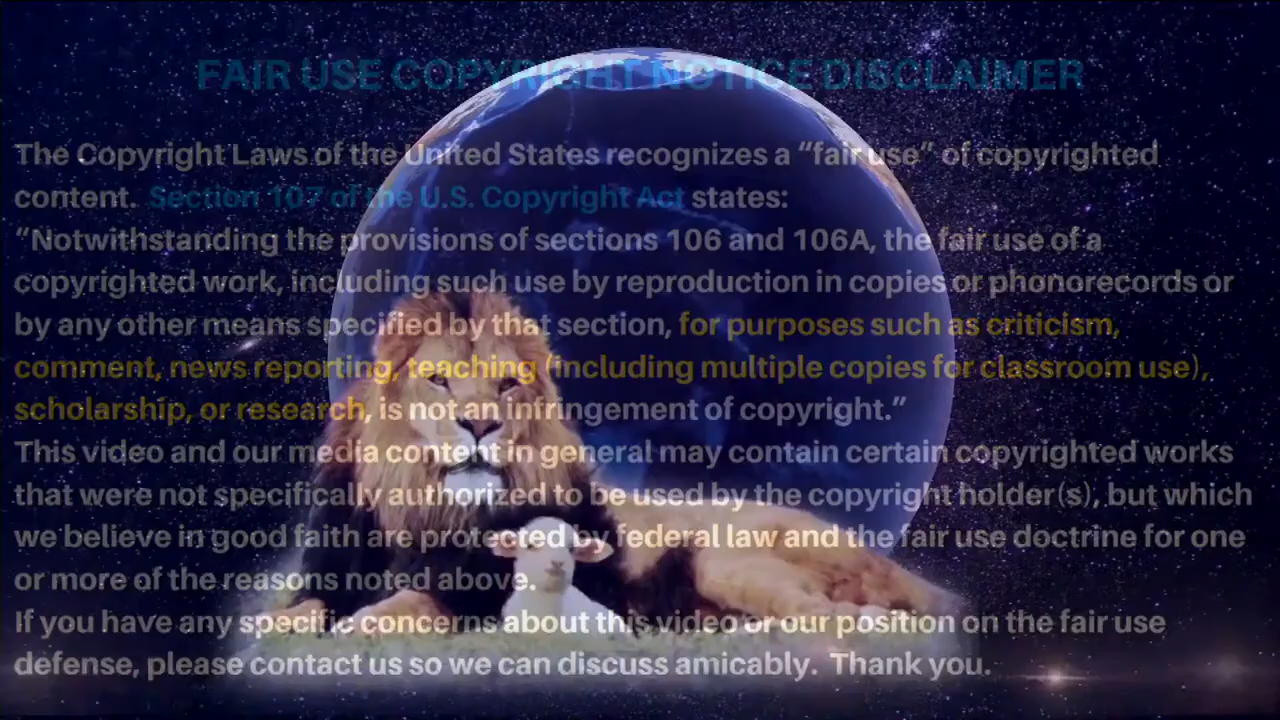 FAIR USE COPYRIGHT NOTICE DISCLAIMER
The Copyright Laws of the United States recognizes a “fair use” of copyrighted
content. Section 107 of the U.S. Copyright Act states:
“Notwithstanding the provisions of sections 106 and 106A, the fair use of a
copyrighted work, including such use by reproduction in copies or phonorecords or
by any other means specified by that section, for purposes such as criticism,
comment, news reporting, teaching (including multiple copies for classroom use),
scholarship, or research, is not an infringement of copyright.”
This video and our media content in general may contain certain copyrighted works
that were not specifically authorized to be used by the copyright holder(s), but which
we believe in good faith are protected by federal law and the fair use doctrine for one
or more of the reasons noted above.
If you have any specific concerns about this video or our position on the fair use
defense, please contact us so we can discuss amicably. Thank you.